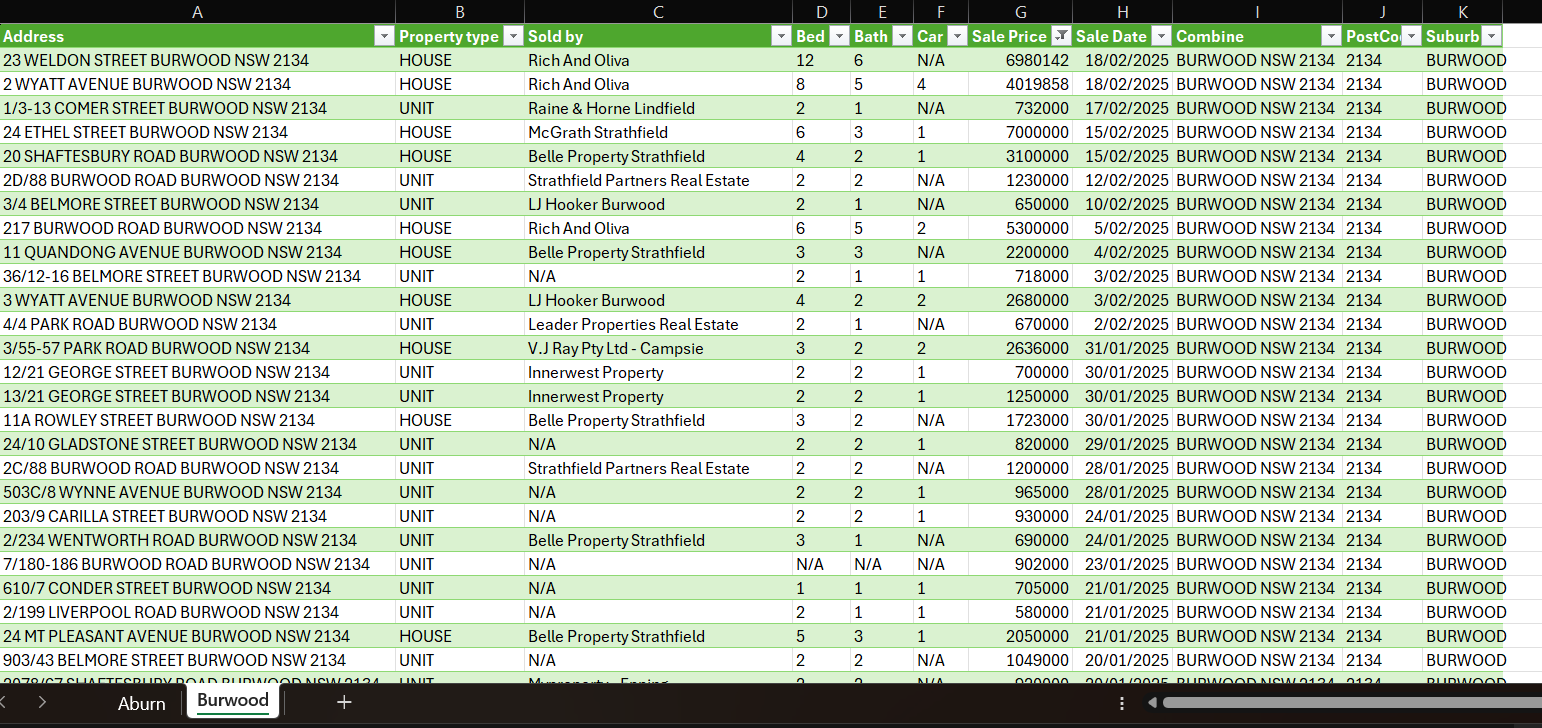 A B C D E F G H I J K
Address Property type Sold by Bed Bath Car Sale Price Sale Date Combine PostCo Suburb
23 WELDON STREET BURWOOD NSW 2134 HOUSE Rich And Oliva 12 6 N/A 6980142 18/02/2025 BURWOOD NSW 2134 2134 BURWOOD
2 WYATT AVENUE BURWOOD NSW 2134 HOUSE Rich And Oliva 8 5 4 4019858 18/02/2025 BURWOOD NSW 2134 2134 BURWOOD
1/3-13 COMER STREET BURWOOD NSW 2134 UNIT Raine & Horne Lindfield 2 1 N/A 732000 17/02/2025 BURWOOD NSW 2134 2134 BURWOOD
24 ETHEL STREET BURWOOD NSW 2134 HOUSE McGrath Strathfield 6 3 1 7000000 15/02/2025 BURWOOD NSW 2134 2134 BURWOOD
20 SHAFTESBURY ROAD BURWOOD NSW 2134 HOUSE Belle Property Strathfield 4 2 1 3100000 15/02/2025 BURWOOD NSW 2134 2134 BURWOOD
2D/88 BURWOOD ROAD BURWOOD NSW 2134 UNIT Strathfield Partners Real Estate 2 2 N/A 1230000 12/02/2025 BURWOOD NSW 2134 2134 BURWOOD
3/4 BELMORE STREET BURWOOD NSW 2134 UNIT LJ Hooker Burwood 2 1 N/A 650000 10/02/2025 BURWOOD NSW 2134 2134 BURWOOD
217 BURWOOD ROAD BURWOOD NSW 2134 HOUSE Rich And Oliva 6 5 2 5300000 5/02/2025 BURWOOD NSW 2134 2134 BURWOOD
11 QUANDONG AVENUE BURWOOD NSW 2134 HOUSE Belle Property Strathfield 3 3 N/A 2200000 4/02/2025 BURWOOD NSW 2134 2134 BURWOOD
36/12-16 BELMORE STREET BURWOOD NSW 2134 UNIT N/A 2 1 1 718000 3/02/2025 BURWOOD NSW 2134 2134 BURWOOD
3 WYATT AVENUE BURWOOD NSW 2134 HOUSE LJ Hooker Burwood 4 2 2 2680000 3/02/2025 BURWOOD NSW 2134 2134 BURWOOD
4/4 PARK ROAD BURWOOD NSW 2134 UNIT Leader Properties Real Estate 2 1 N/A 670000 2/02/2025 BURWOOD NSW 2134 2134 BURWOOD
3/55-57 PARK ROAD BURWOOD NSW 2134 HOUSE V.J Ray Pty Ltd - Campsie 3 2 2 2636000 31/01/2025 BURWOOD NSW 2134 2134 BURWOOD
12/21 GEORGE STREET BURWOOD NSW 2134 UNIT Innerwest Property 2 2 1 700000 30/01/2025 BURWOOD NSW 2134 2134 BURWOOD
13/21 GEORGE STREET BURWOOD NSW 2134 UNIT Innerwest Property 2 2 1 1250000 30/01/2025 BURWOOD NSW 2134 2134 BURWOOD
11A ROWLEY STREET BURWOOD NSW 2134 HOUSE Belle Property Strathfield 3 2 N/A 1723000 30/01/2025 BURWOOD NSW 2134 2134 BURWOOD
24/10 GLADSTONE STREET BURWOOD NSW 2134 UNIT N/A 2 2 1 820000 29/01/2025 BURWOOD NSW 2134 2134 BURWOOD
2C/88 BURWOOD ROAD BURWOOD NSW 2134 UNIT Strathfield Partners Real Estate 2 2 N/A 1200000 28/01/2025 BURWOOD NSW 2134 2134 BURWOOD
503C/8 WYNNE AVENUE BURWOOD NSW 2134 UNIT N/A 2 2 1 965000 28/01/2025 BURWOOD NSW 2134 2134 BURWOOD
203/9 CARILLA STREET BURWOOD NSW 2134 UNIT N/A 2 2 1 930000 24/01/2025 BURWOOD NSW 2134 2134 BURWOOD
2/234 WENTWORTH ROAD BURWOOD NSW 2134 UNIT Belle Property Strathfield 3 1 N/A 690000 24/01/2025 BURWOOD NSW 2134 2134 BURWOOD
7/180-186 BURWOOD ROAD BURWOOD NSW 2134 UNIT N/A N/A N/A N/A 902000 23/01/2025 BURWOOD NSW 2134 2134 BURWOOD
610/7 CONDER STREET BURWOOD NSW 2134 UNIT N/A 1 1 1 705000 21/01/2025 BURWOOD NSW 2134 2134 BURWOOD
2/199 LIVERPOOL ROAD BURWOOD NSW 2134 UNIT N/A 2 1 1 580000 21/01/2025 BURWOOD NSW 2134 2134 BURWOOD
24 MT PLEASANT AVENUE BURWOOD NSW 2134 HOUSE Belle Property Strathfield 5 3 1 2050000 21/01/2025 BURWOOD NSW 2134 2134 BURWOOD
903/43 BELMORE STREET BURWOOD NSW 2134 UNIT N/A 2 2 N/A 1049000 20/01/2025 BURWOOD NSW 2134 2134 BURWOOD
Aburn Burwood